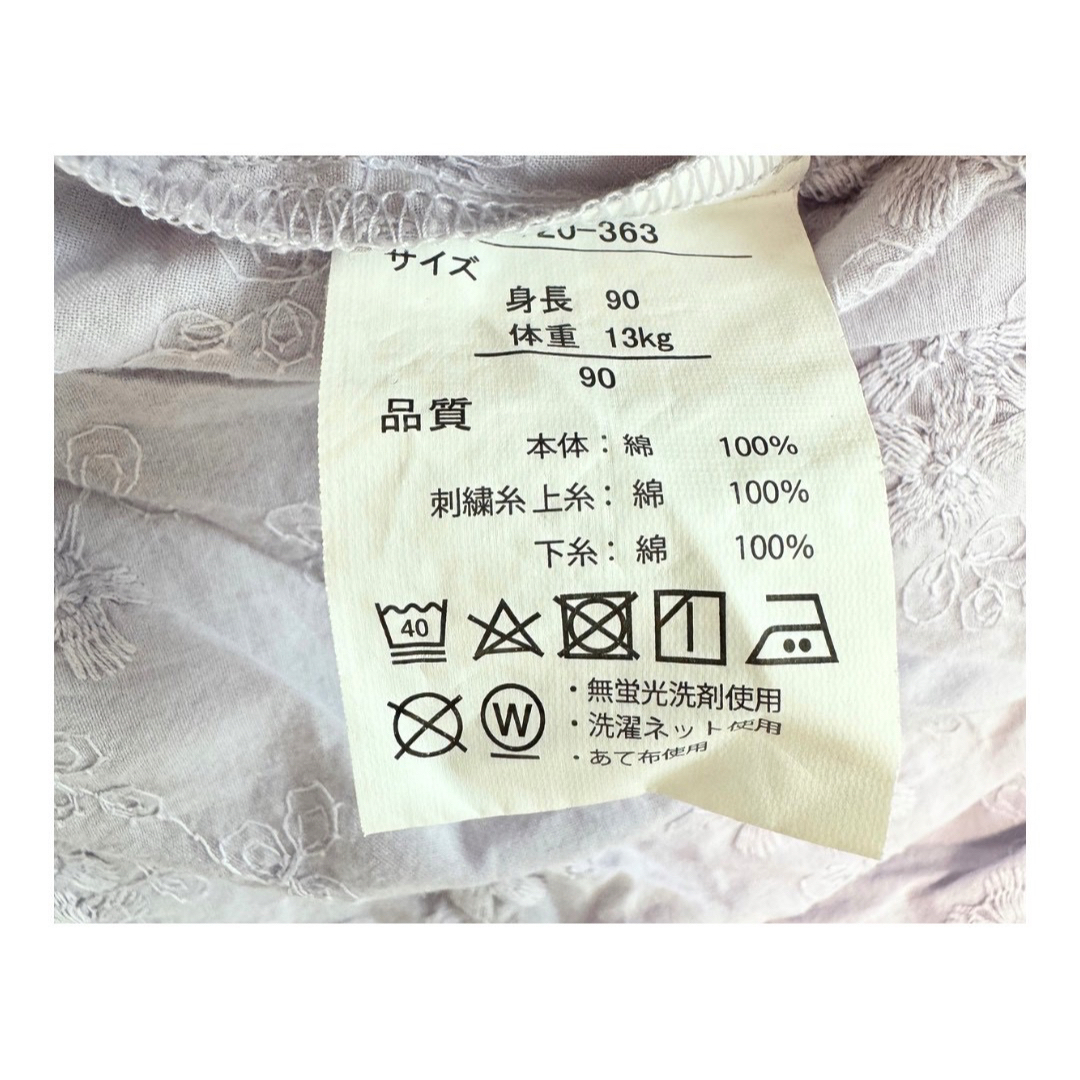 20-363
サイズ
身長 90
体重 13kg
90
品質
本体：綿 100%
刺繍糸 上糸：綿 100%
下糸：綿 100%
40
W
・無蛍光洗剤使用
・洗濯ネット使用
・あて布使用